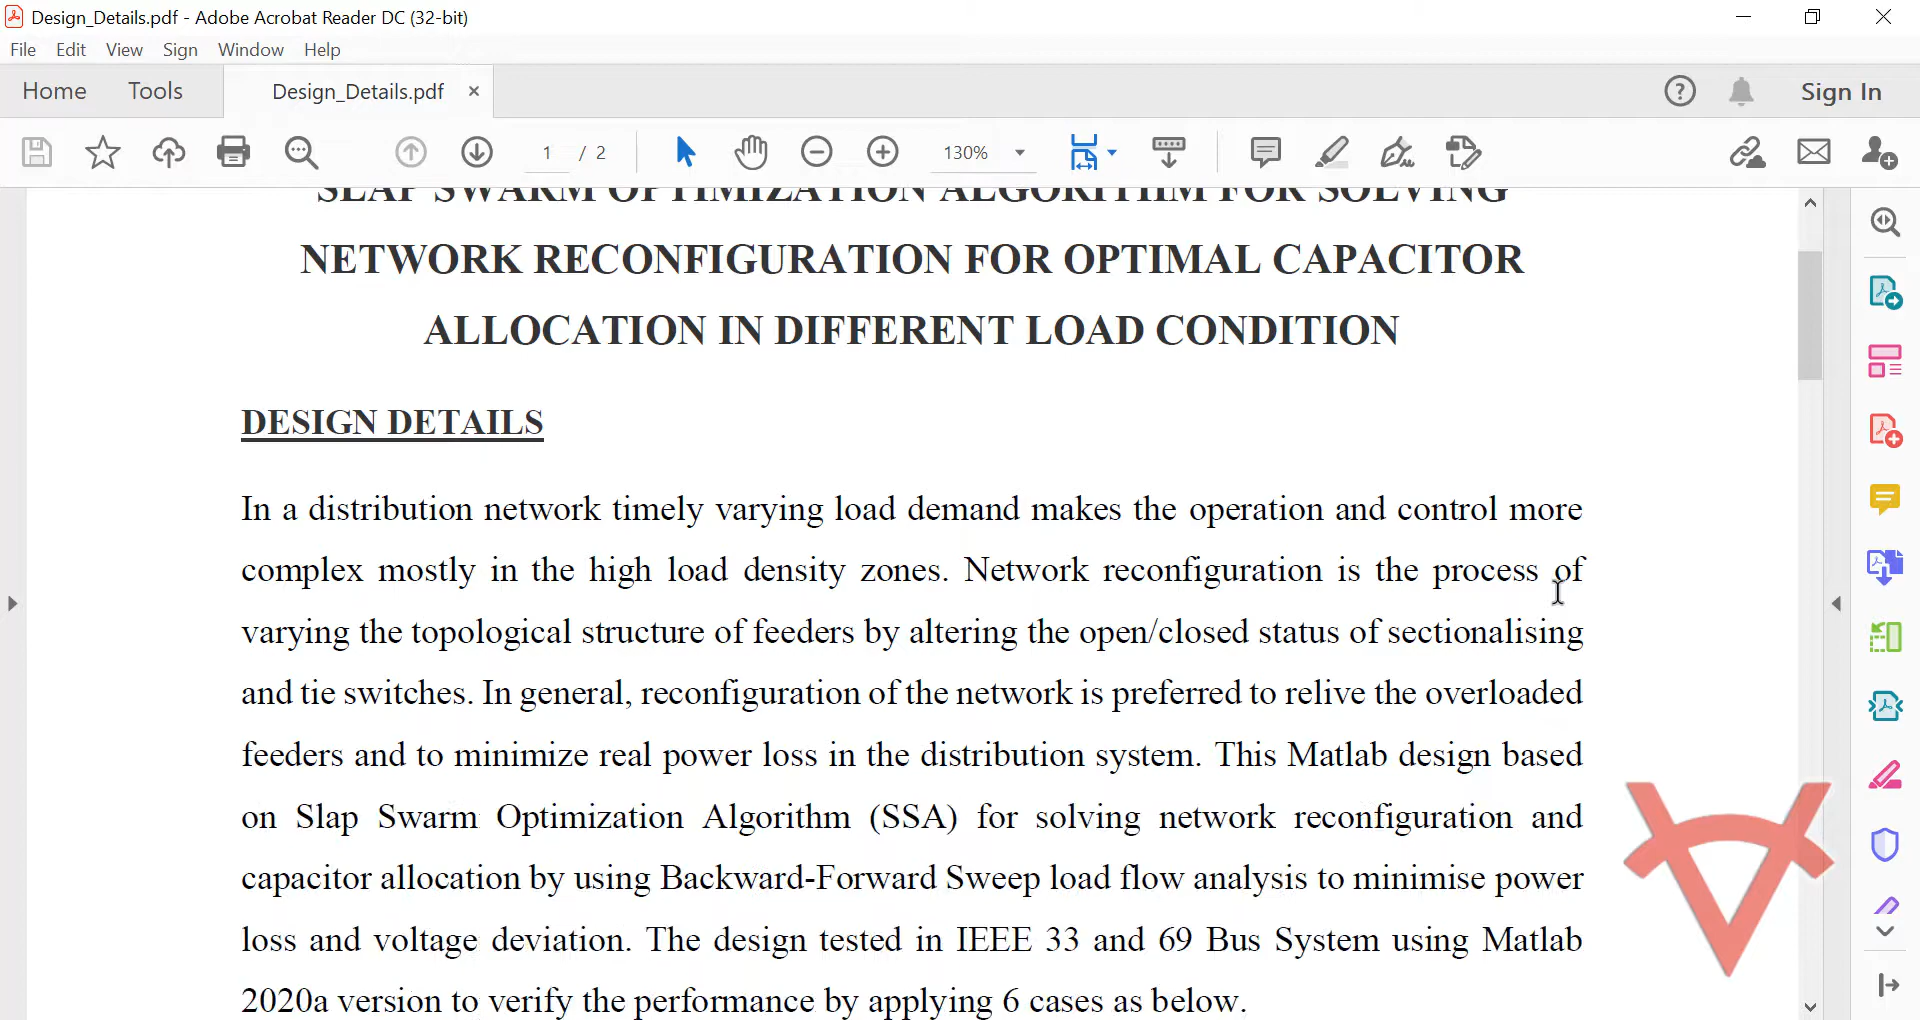 Design_Details.pdf - Adobe Acrobat Reader DC (32-bit)
File Edit View Sign Window Help
Home Tools Design_Details.pdf × Sign In
1 / 2 130%
SLAP SWARM OPTIMIZATION ALGORITHM FOR SOLVING
NETWORK RECONFIGURATION FOR OPTIMAL CAPACITOR
ALLOCATION IN DIFFERENT LOAD CONDITION
DESIGN DETAILS
In a distribution network timely varying load demand makes the operation and control more
complex mostly in the high load density zones. Network reconfiguration is the process of
varying the topological structure of feeders by altering the open/closed status of sectionalising
and tie switches. In general, reconfiguration of the network is preferred to relive the overloaded
feeders and to minimize real power loss in the distribution system. This Matlab design based
on Slap Swarm Optimization Algorithm (SSA) for solving network reconfiguration and
capacitor allocation by using Backward-Forward Sweep load flow analysis to minimise power
loss and voltage deviation. The design tested in IEEE 33 and 69 Bus System using Matlab
2020a version to verify the performance by applying 6 cases as below.